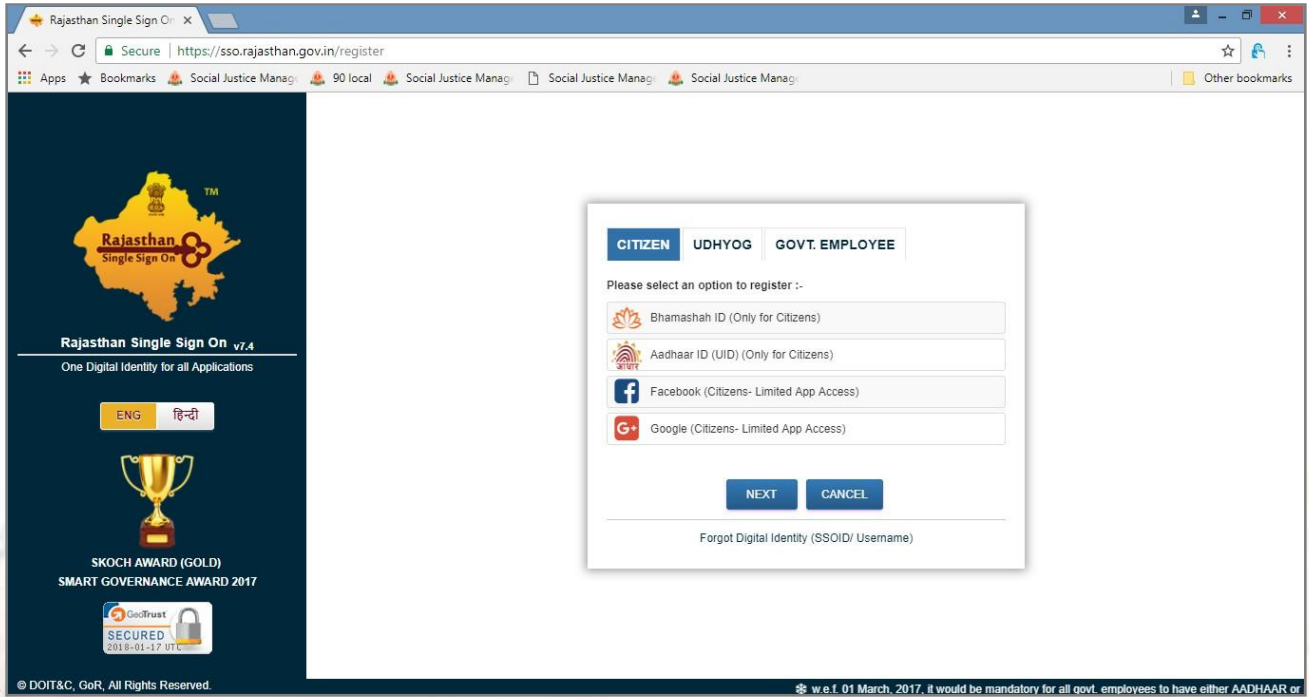 Rajasthan Single Sign On
Secure | https://sso.rajasthan.gov.in/register
Apps Bookmarks Social Justice Manag 90 local Social Justice Manag Social Justice Manag Social Justice Manag Other bookmarks
TM
Rajasthan
Single Sign On
Rajasthan Single Sign On v7.4
One Digital Identity for all Applications
ENG हिन्दी
SKOCH AWARD (GOLD)
SMART GOVERNANCE AWARD 2017
GeoTrust
SECURED
2018-01-17 UTC
CITIZEN UDHYOG GOVT. EMPLOYEE
Please select an option to register :-
Bhamashah ID (Only for Citizens)
आधार
Aadhaar ID (UID) (Only for Citizens)
f
Facebook (Citizens- Limited App Access)
G+
Google (Citizens- Limited App Access)
NEXT CANCEL
Forgot Digital Identity (SSOID/ Username)
© DOIT&C, GoR, All Rights Reserved.
w.e.f. 01 March, 2017, it would be mandatory for all govt. employees to have either AADHAAR or